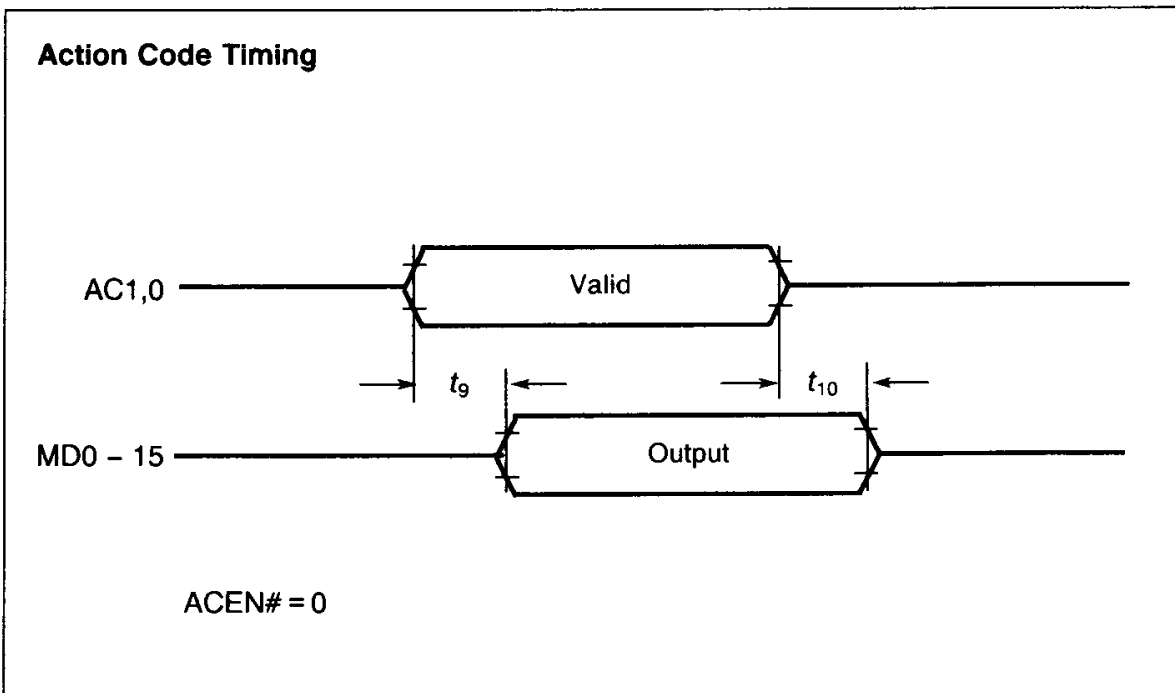 Action Code Timing
AC1,0
Valid
t9
t10
MD0 – 15
Output
ACEN# = 0